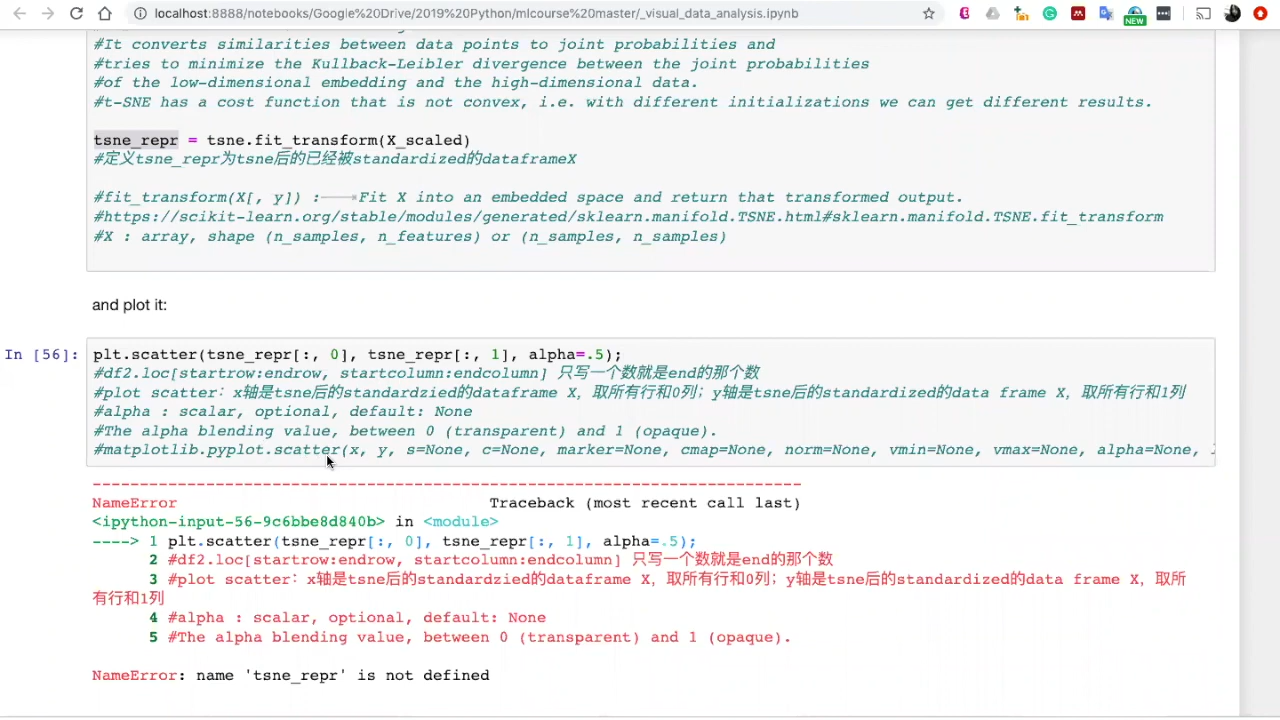 localhost:8888/notebooks/Google%20Drive/2019%20Python/mlcourse%20master/_visual_data_analysis.ipynb
NEW
#It converts similarities between data points to joint probabilities and
#tries to minimize the Kullback-Leibler divergence between the joint probabilities
#of the low-dimensional embedding and the high-dimensional data.
#t-SNE has a cost function that is not convex, i.e. with different initializations we can get different results.
tsne_repr = tsne.fit_transform(X_scaled)
#定义tsne_repr为tsne后的已经被standardized的dataframeX
#fit_transform(X[, y]) : Fit X into an embedded space and return that transformed output.
#https://scikit-learn.org/stable/modules/generated/sklearn.manifold.TSNE.html#sklearn.manifold.TSNE.fit_transform
#X : array, shape (n_samples, n_features) or (n_samples, n_samples)
and plot it:
In [56]: plt.scatter(tsne_repr[:, 0], tsne_repr[:, 1], alpha=.5);
#df2.loc[startrow:endrow, startcolumn:endcolumn] 只写一个数就是end的那个数
#plot scatter：x轴是tsne后的standardzied的dataframe X，取所有行和0列；y轴是tsne后的standardized的data frame X，取所有行和1列
#alpha : scalar, optional, default: None
#The alpha blending value, between 0 (transparent) and 1 (opaque).
#matplotlib.pyplot.scatter(x, y, s=None, c=None, marker=None, cmap=None, norm=None, vmin=None, vmax=None, alpha=None,
---------------------------------------------------------------------------
NameError Traceback (most recent call last)
<ipython-input-56-9c6bbe8d840b> in <module>
----> 1 plt.scatter(tsne_repr[:, 0], tsne_repr[:, 1], alpha=.5);
2 #df2.loc[startrow:endrow, startcolumn:endcolumn] 只写一个数就是end的那个数
3 #plot scatter：x轴是tsne后的standardzied的dataframe X，取所有行和0列；y轴是tsne后的standardized的data frame X，取所
有行和1列
4 #alpha : scalar, optional, default: None
5 #The alpha blending value, between 0 (transparent) and 1 (opaque).
NameError: name 'tsne_repr' is not defined